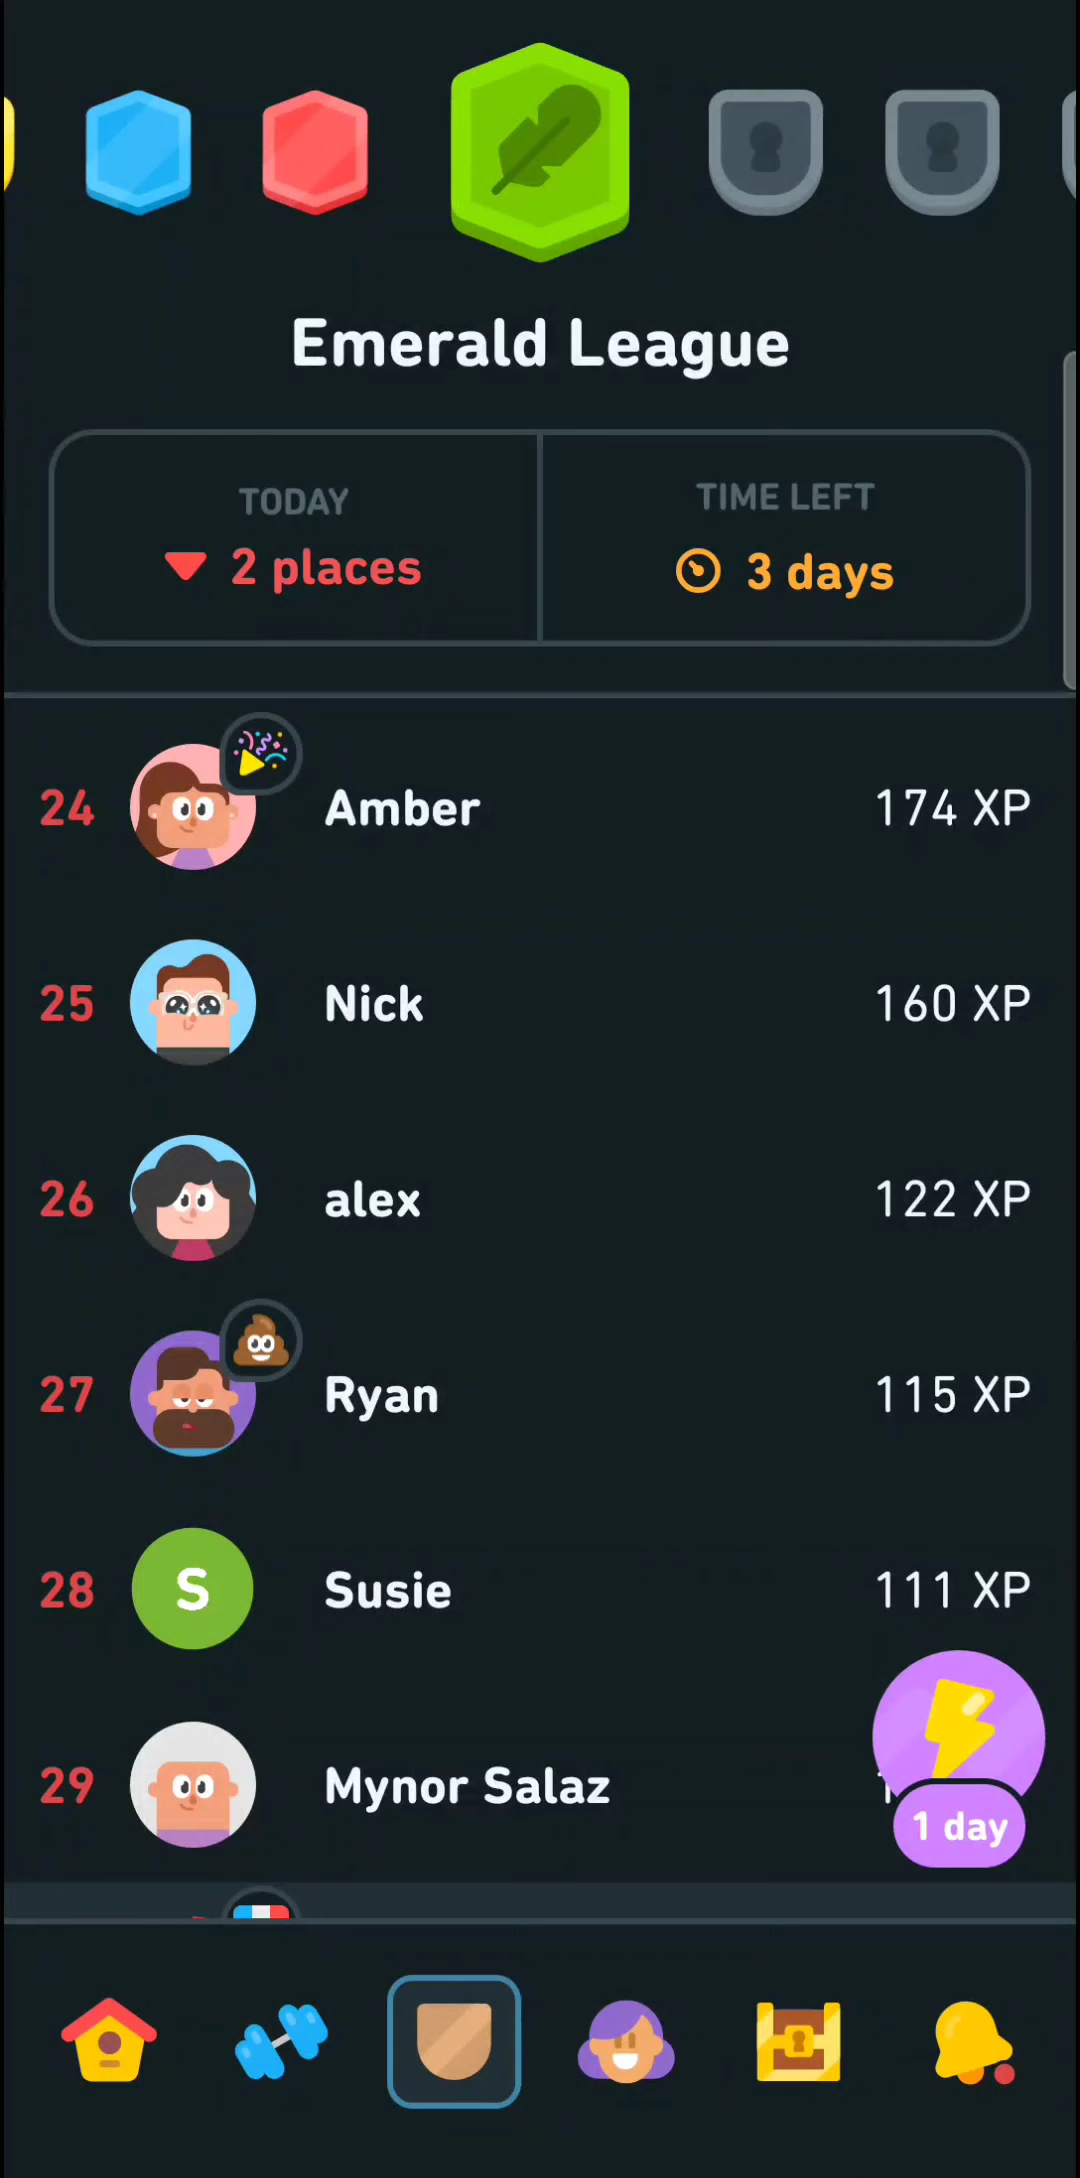 Emerald League
TODAY
2 places
TIME LEFT
3 days
24 Amber 174 XP
25 Nick 160 XP
26 alex 122 XP
27 Ryan 115 XP
28 S Susie 111 XP
29 Mynor Salaz
1 day